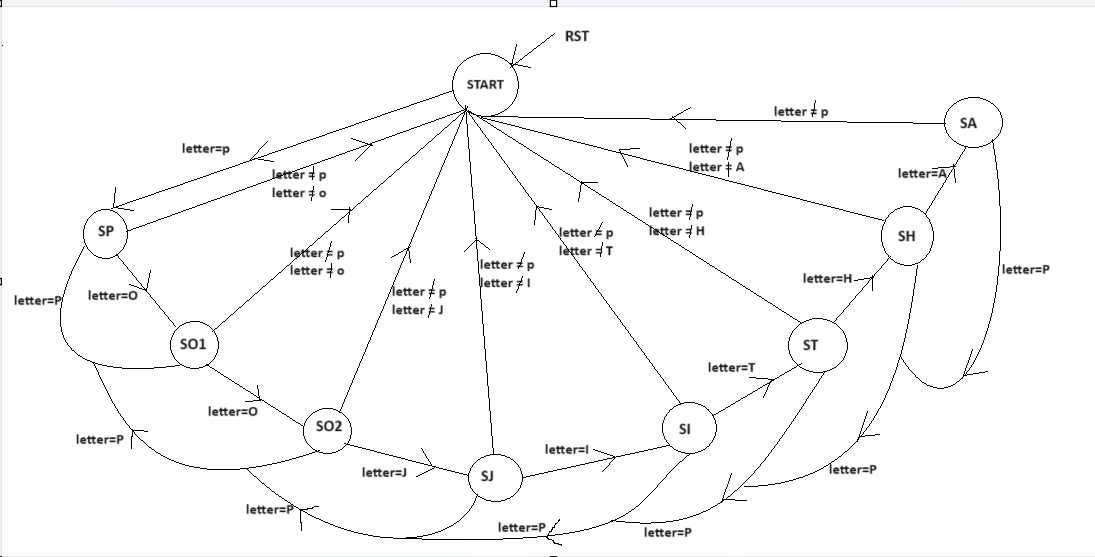 RST
START
letter ≠ p
SA
letter=p
letter ≠ p
letter ≠ A
letter=A
letter ≠ p
letter ≠ o
letter ≠ p
letter ≠ H
SP
SH
letter ≠ p
letter ≠ T
letter ≠ p
letter ≠ o
letter ≠ p
letter ≠ I
letter=P
letter=H
letter=P
letter=O
letter ≠ p
letter ≠ J
SO1
ST
letter=T
letter=O
SO2
SI
letter=P
letter=I
letter=J
SJ
letter=P
letter=P
letter=P
letter=P